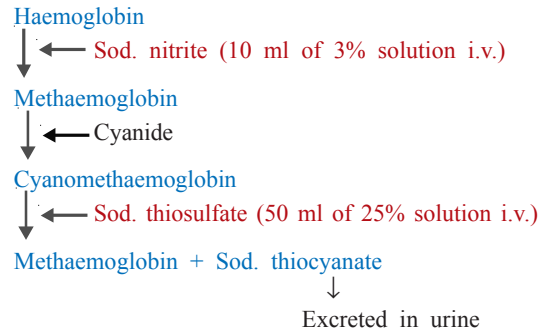 Haemoglobin
Sod. nitrite (10 ml of 3% solution i.v.)
Methaemoglobin
Cyanide
Cyanomethaemoglobin
Sod. thiosulfate (50 ml of 25% solution i.v.)
Methaemoglobin + Sod. thiocyanate
Excreted in urine